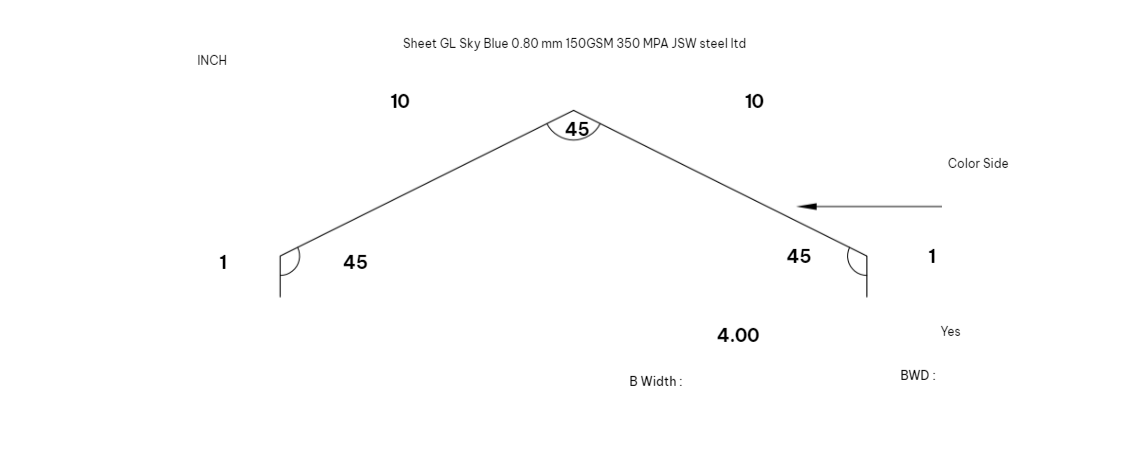 Sheet GL Sky Blue 0.80 mm 150GSM 350 MPA JSW steel ltd
INCH
10
10
45
Color Side
1
45
45
1
4.00
Yes
B Width :
BWD :